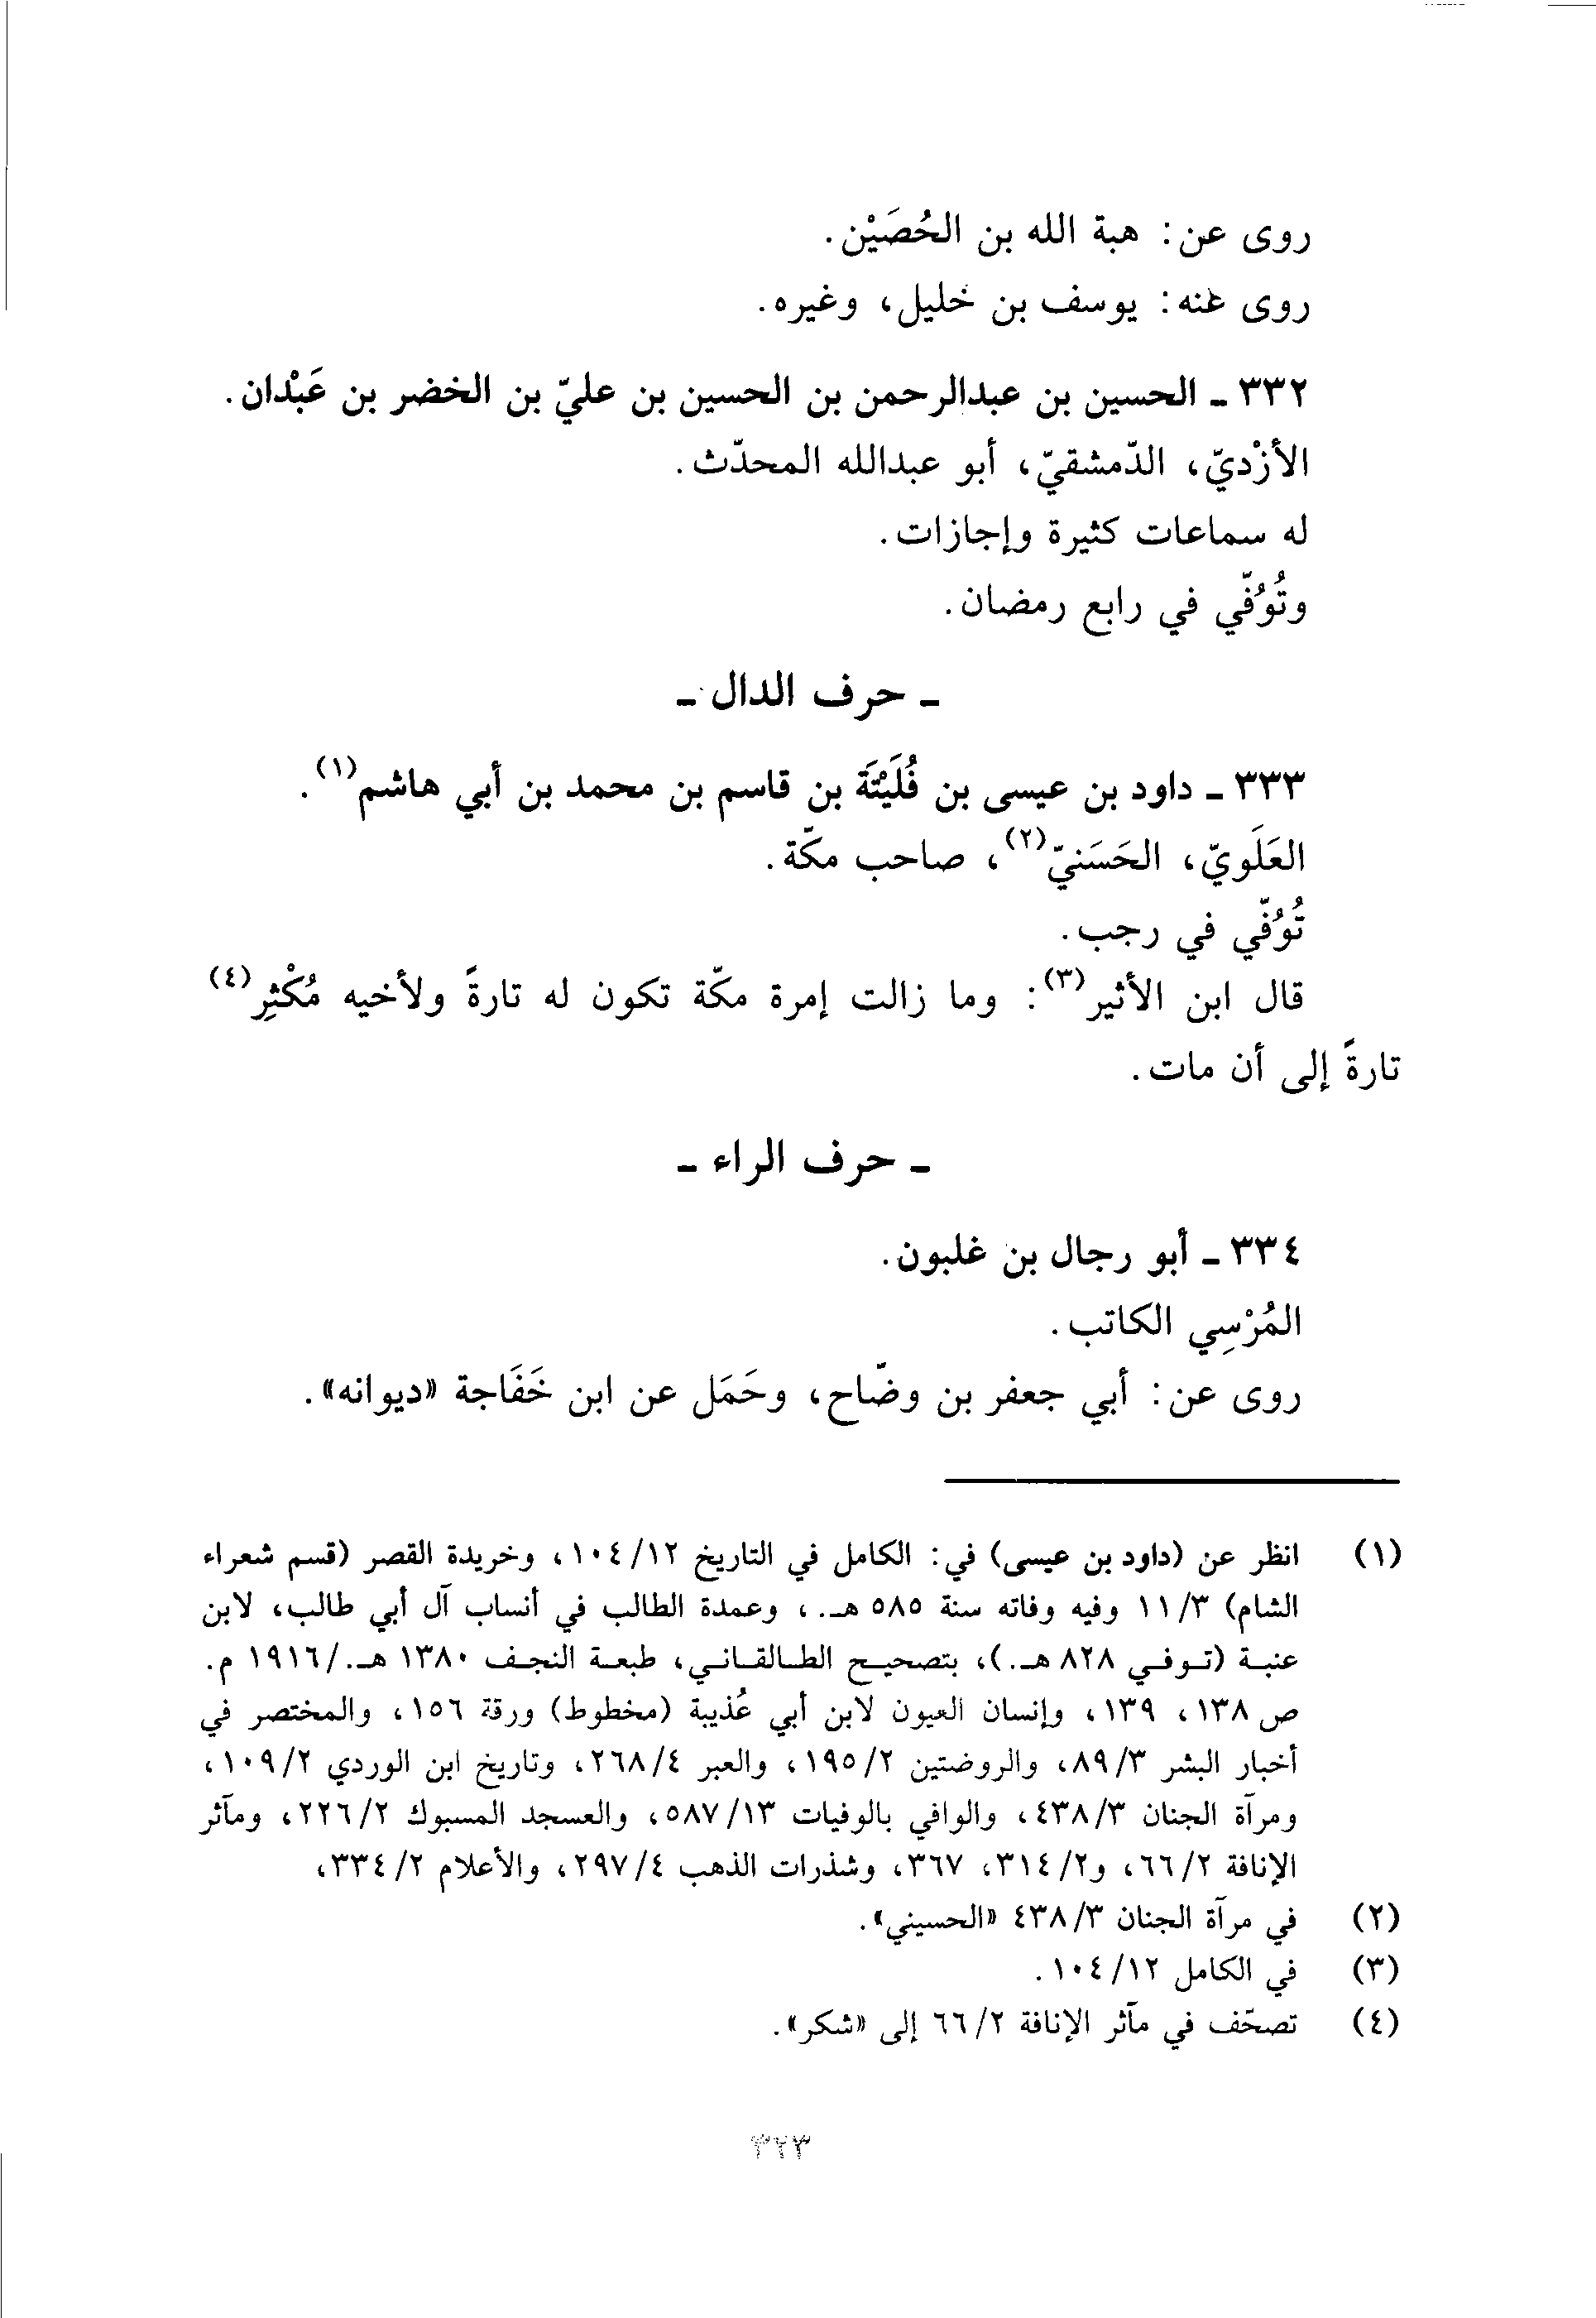 روى عن: هبة الله بن الحُصَيْن.
روى عنه: يوسف بن خليل، وغيره.
٣٣٢ - الحسين بن عبدالرحمن بن الحسين بن عليّ بن الخضر بن عَبْدان.
الأزْديّ، الدّمشقيّ، أبو عبدالله المحدّث.
له سماعات كثيرة وإجازات.
وتُوُفّي في رابع رمضان.
- حرف الدال -
٣٣٣ - داود بن عيسى بن فُلَيْتَة بن قاسم بن محمد بن أبي هاشم(١).
العَلَويّ، الحَسَنيّ(٢)، صاحب مكّة.
تُوُفّي في رجب.
قال ابن الأثير(٣): وما زالت إمرة مكّة تكون له تارةً ولأخيه مُكْثِر(٤)
تارةً إلى أن مات.
- حرف الراء -
٣٣٤ - أبو رجال بن غلبون.
المُرْسِي الكاتب.
روى عن: أبي جعفر بن وضّاح، وحَمَل عن ابن خَفَاجة «ديوانه».
(١) انظر عن (داود بن عيسى) في: الكامل في التاريخ ١٠٤/١٢، وخريدة القصر (قسم شعراء
الشام) ١١/٣ وفيه وفاته سنة ٥٨٥ هـ.، وعمدة الطالب في أنساب آل أبي طالب، لابن
عنبة (توفي ٨٢٨ هـ.)، بتصحيح الطالقاني، طبعة النجف ١٣٨٠ هـ./١٩١٦ م.
ص ١٣٨، ١٣٩، وإنسان العيون لابن أبي عُذيبة (مخطوط) ورقة ١٥٦، والمختصر في
أخبار البشر ٨٩/٣، والروضتين ١٩٥/٢، والعبر ٢٦٨/٤، وتاريخ ابن الوردي ١٠٩/٢،
ومرآة الجنان ٤٣٨/٣، والوافي بالوفيات ٥٨٧/١٣، والعسجد المسبوك ٢٢٦/٢، ومآثر
الإنافة ٦٦/٢، و٣١٤/٢، ٣٦٧، وشذرات الذهب ٢٩٧/٤، والأعلام ٣٣٤/٢،
(٢) في مرآة الجنان ٤٣٨/٣ «الحسيني».
(٣) في الكامل ١٠٤/١٢.
(٤) تصحّف في مآثر الإنافة ٦٦/٢ إلى «شكر».
٣٢٣